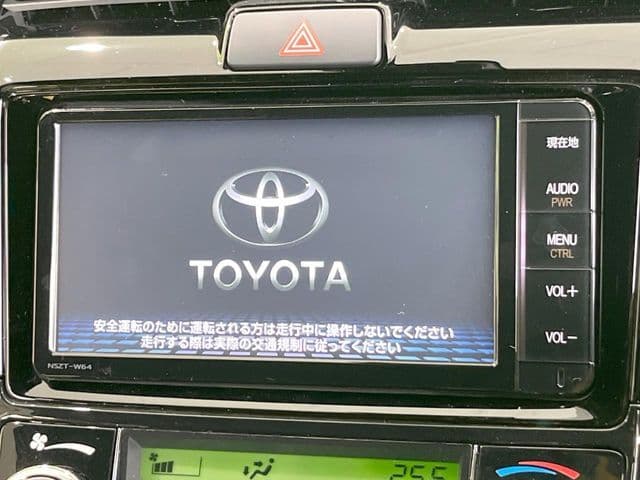 現在地
AUDIO
PWR
MENU
CTRL
VOL+
VOL-
TOYOTA
安全運転のために運転される方は走行中に操作しないでください
走行する際は実際の交通規制に従ってください
NSZT-W64
25.5